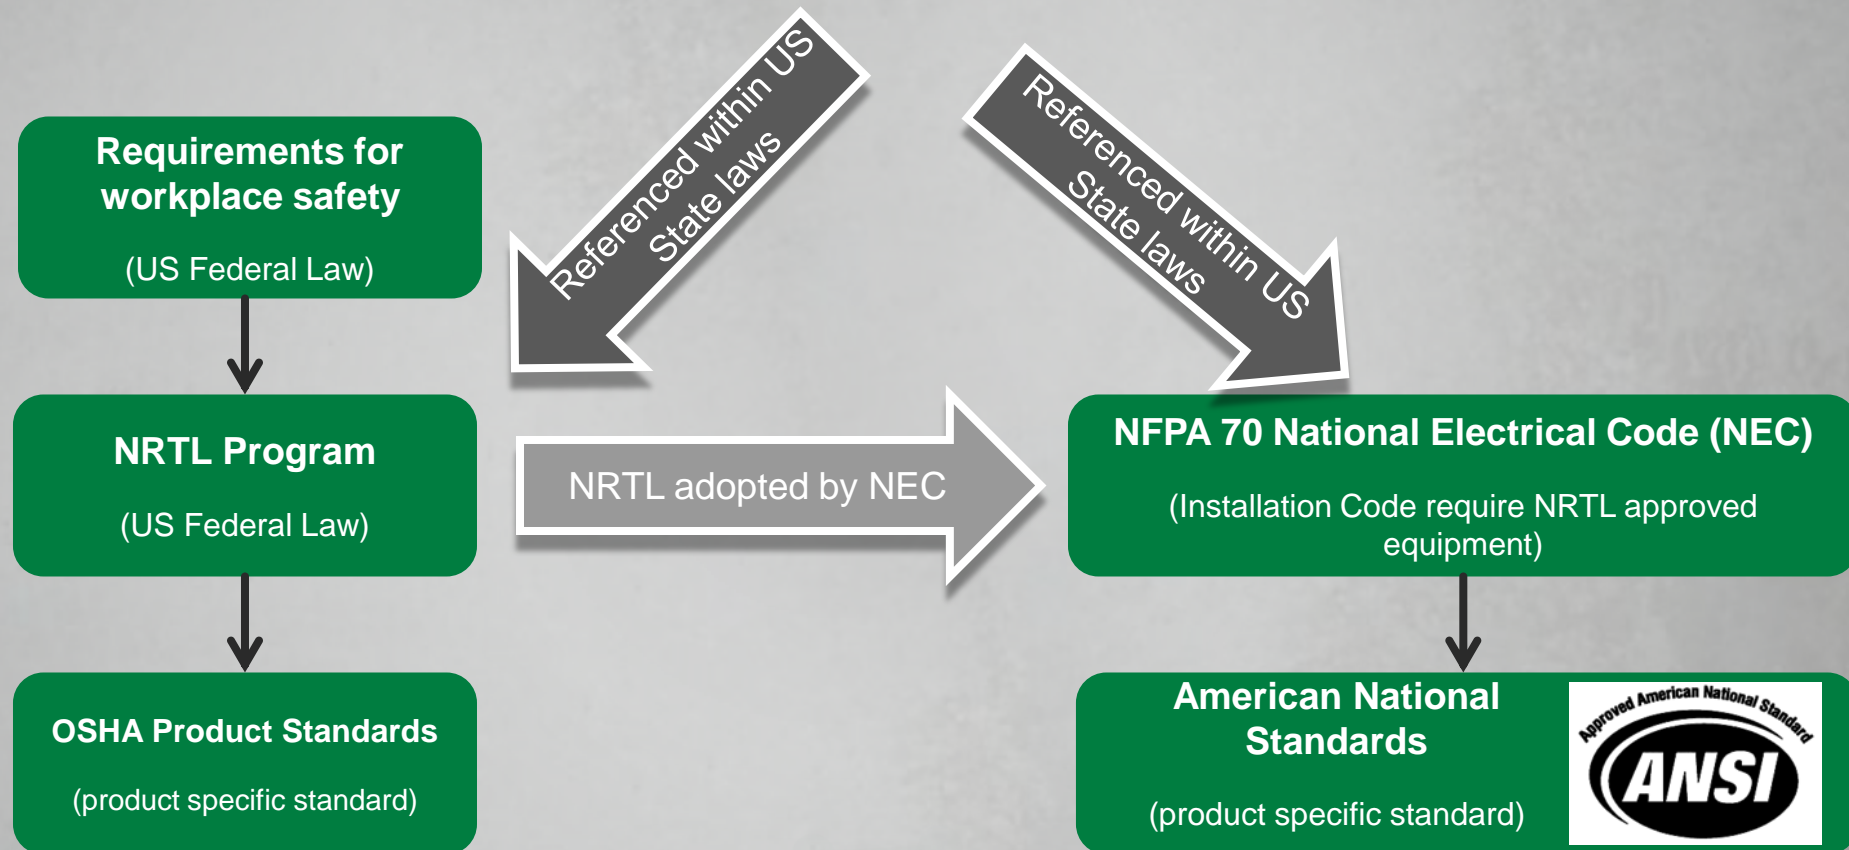 Referenced within US
State laws
Referenced within US
State laws
Requirements for
workplace safety
(US Federal Law)
NRTL Program
(US Federal Law)
NRTL adopted by NEC
NFPA 70 National Electrical Code (NEC)
(Installation Code require NRTL approved
equipment)
OSHA Product Standards
(product specific standard)
American National
Standards
(product specific standard)
Approved American National Standard
ANSI